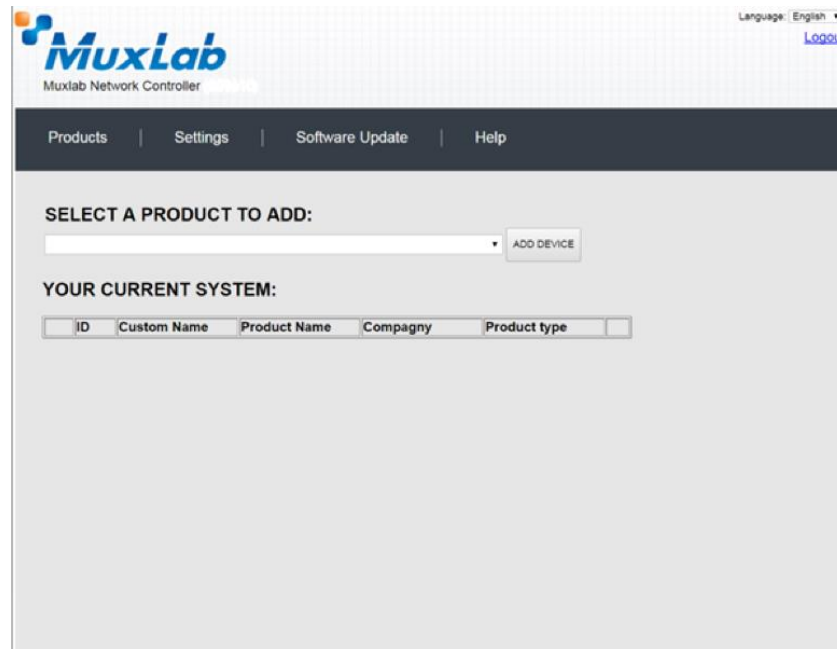 Language: English
MuxLab
Muxlab Network Controller
Products | Settings | Software Update | Help
SELECT A PRODUCT TO ADD:
ADD DEVICE
YOUR CURRENT SYSTEM:
ID Custom Name Product Name Compagny Product type